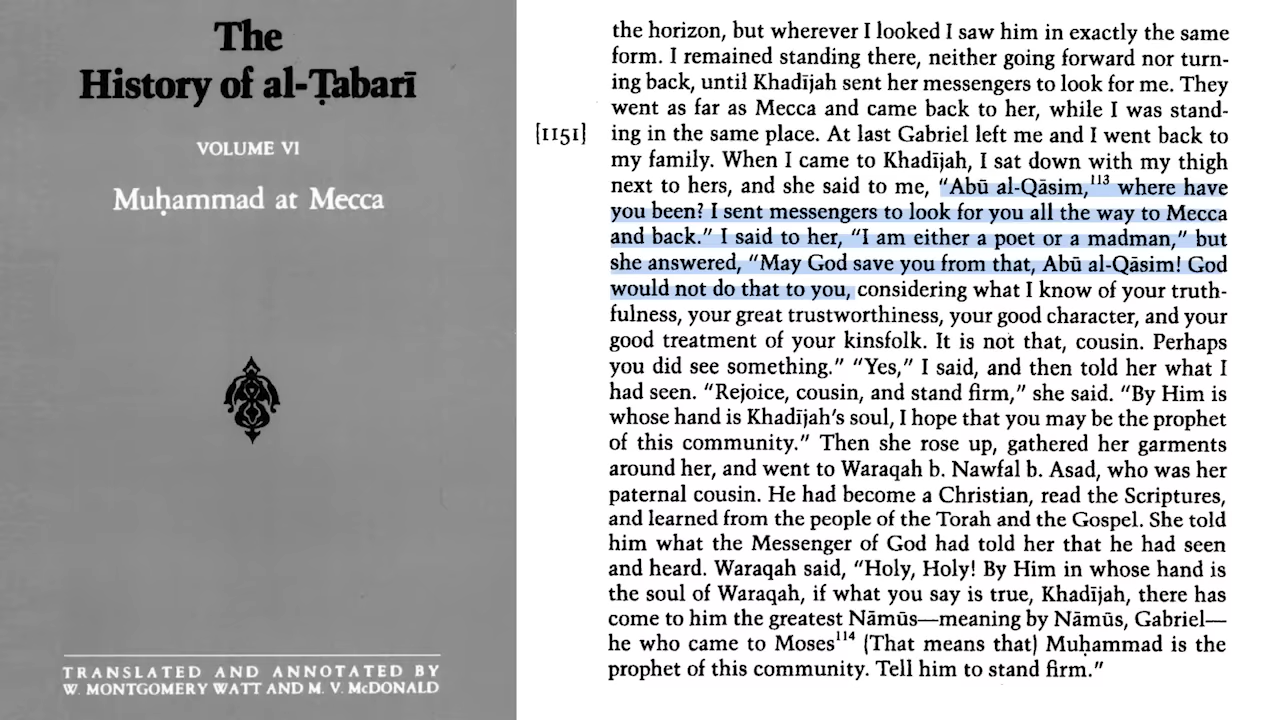 The
History of al-Ṭabarī
VOLUME VI
Muḥammad at Mecca
TRANSLATED AND ANNOTATED BY
W. MONTGOMERY WATT AND M. V. McDONALD
the horizon, but wherever I looked I saw him in exactly the same
form. I remained standing there, neither going forward nor turn-
ing back, until Khadījah sent her messengers to look for me. They
went as far as Mecca and came back to her, while I was stand-
[1151] ing in the same place. At last Gabriel left me and I went back to
my family. When I came to Khadījah, I sat down with my thigh
next to hers, and she said to me, “Abū al-Qāsim,¹¹³ where have
you been? I sent messengers to look for you all the way to Mecca
and back.” I said to her, “I am either a poet or a madman,” but
she answered, “May God save you from that, Abū al-Qāsim! God
would not do that to you, considering what I know of your truth-
fulness, your great trustworthiness, your good character, and your
good treatment of your kinsfolk. It is not that, cousin. Perhaps
you did see something.” “Yes,” I said, and then told her what I
had seen. “Rejoice, cousin, and stand firm,” she said. “By Him is
whose hand is Khadījah’s soul, I hope that you may be the prophet
of this community.” Then she rose up, gathered her garments
around her, and went to Waraqah b. Nawfal b. Asad, who was her
paternal cousin. He had become a Christian, read the Scriptures,
and learned from the people of the Torah and the Gospel. She told
him what the Messenger of God had told her that he had seen
and heard. Waraqah said, “Holy, Holy! By Him in whose hand is
the soul of Waraqah, if what you say is true, Khadījah, there has
come to him the greatest Nāmūs—meaning by Nāmūs, Gabriel—
he who came to Moses¹¹⁴ (That means that) Muḥammad is the
prophet of this community. Tell him to stand firm.”